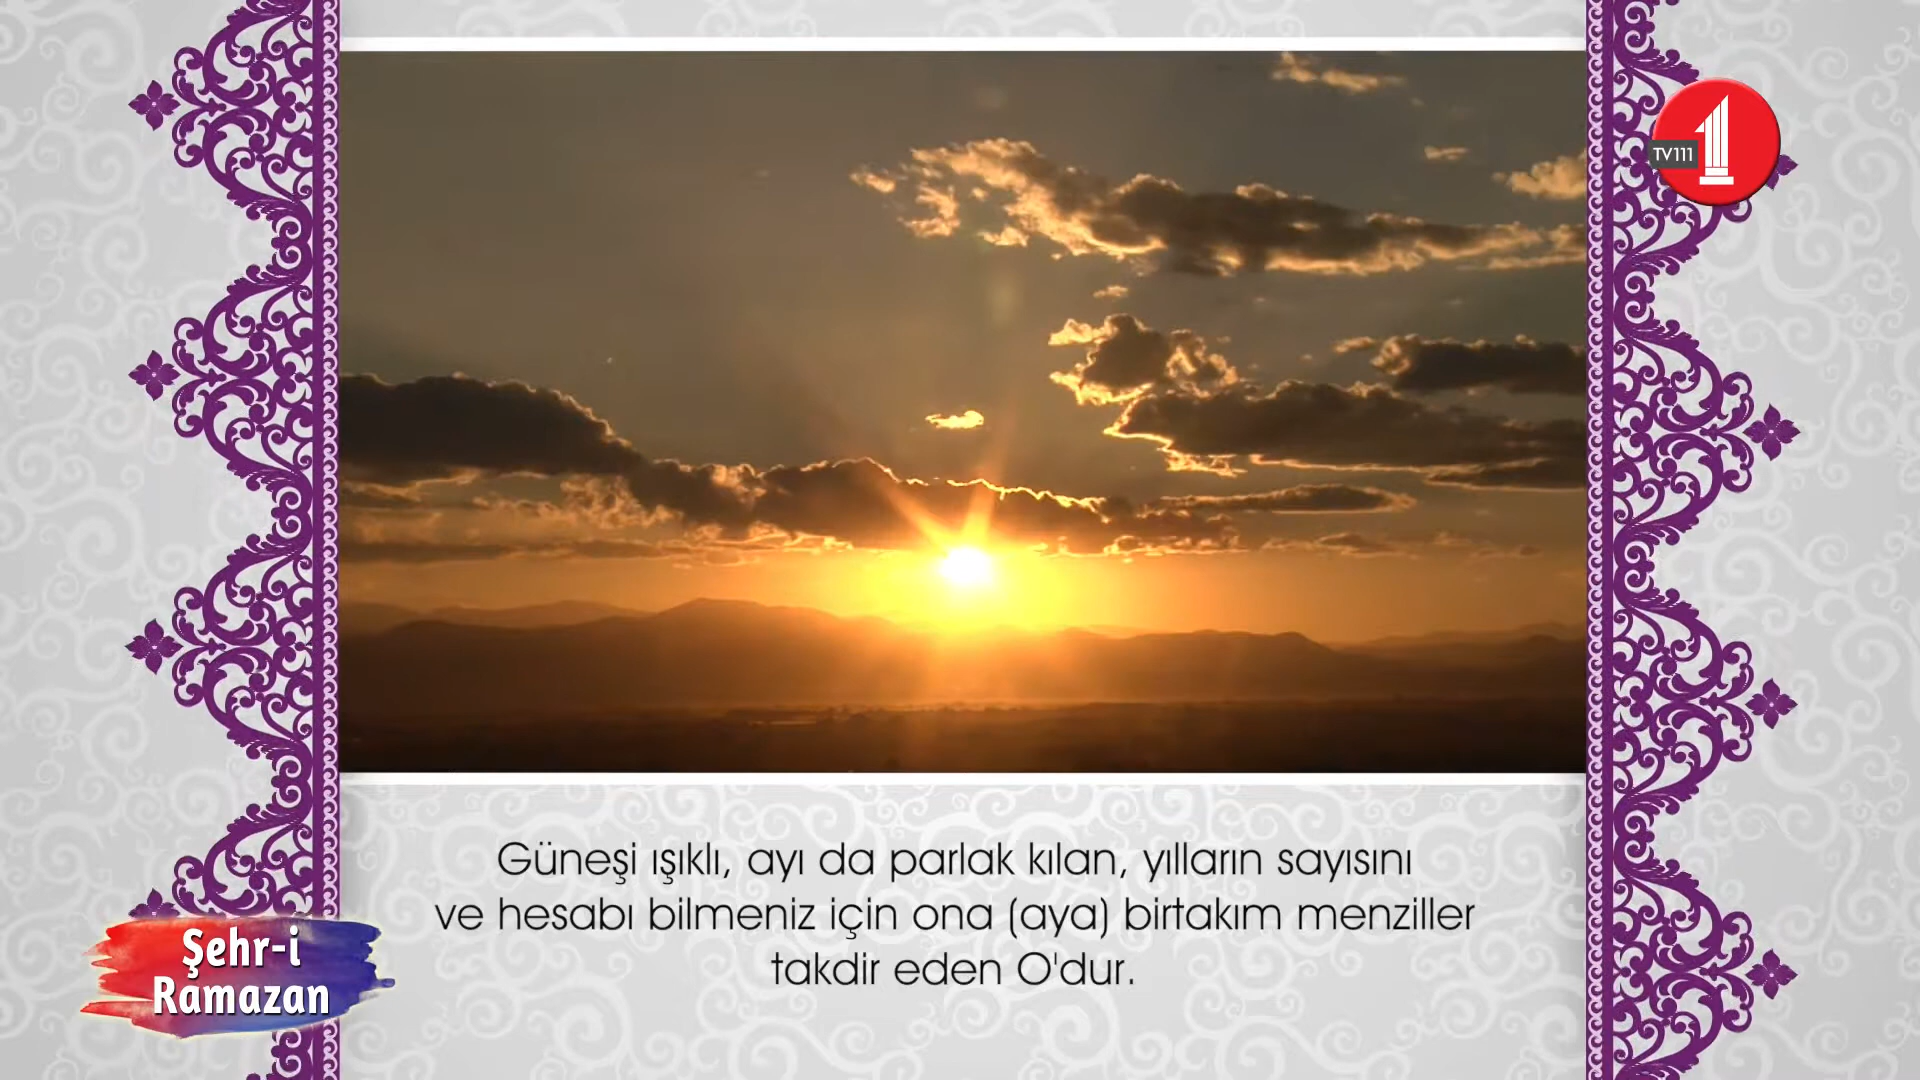 TV111
Güneşi ışıklı, ayı da parlak kılan, yılların sayısını
ve hesabı bilmeniz için ona (aya) birtakım menziller
takdir eden O'dur.
Şehr-i
Ramazan